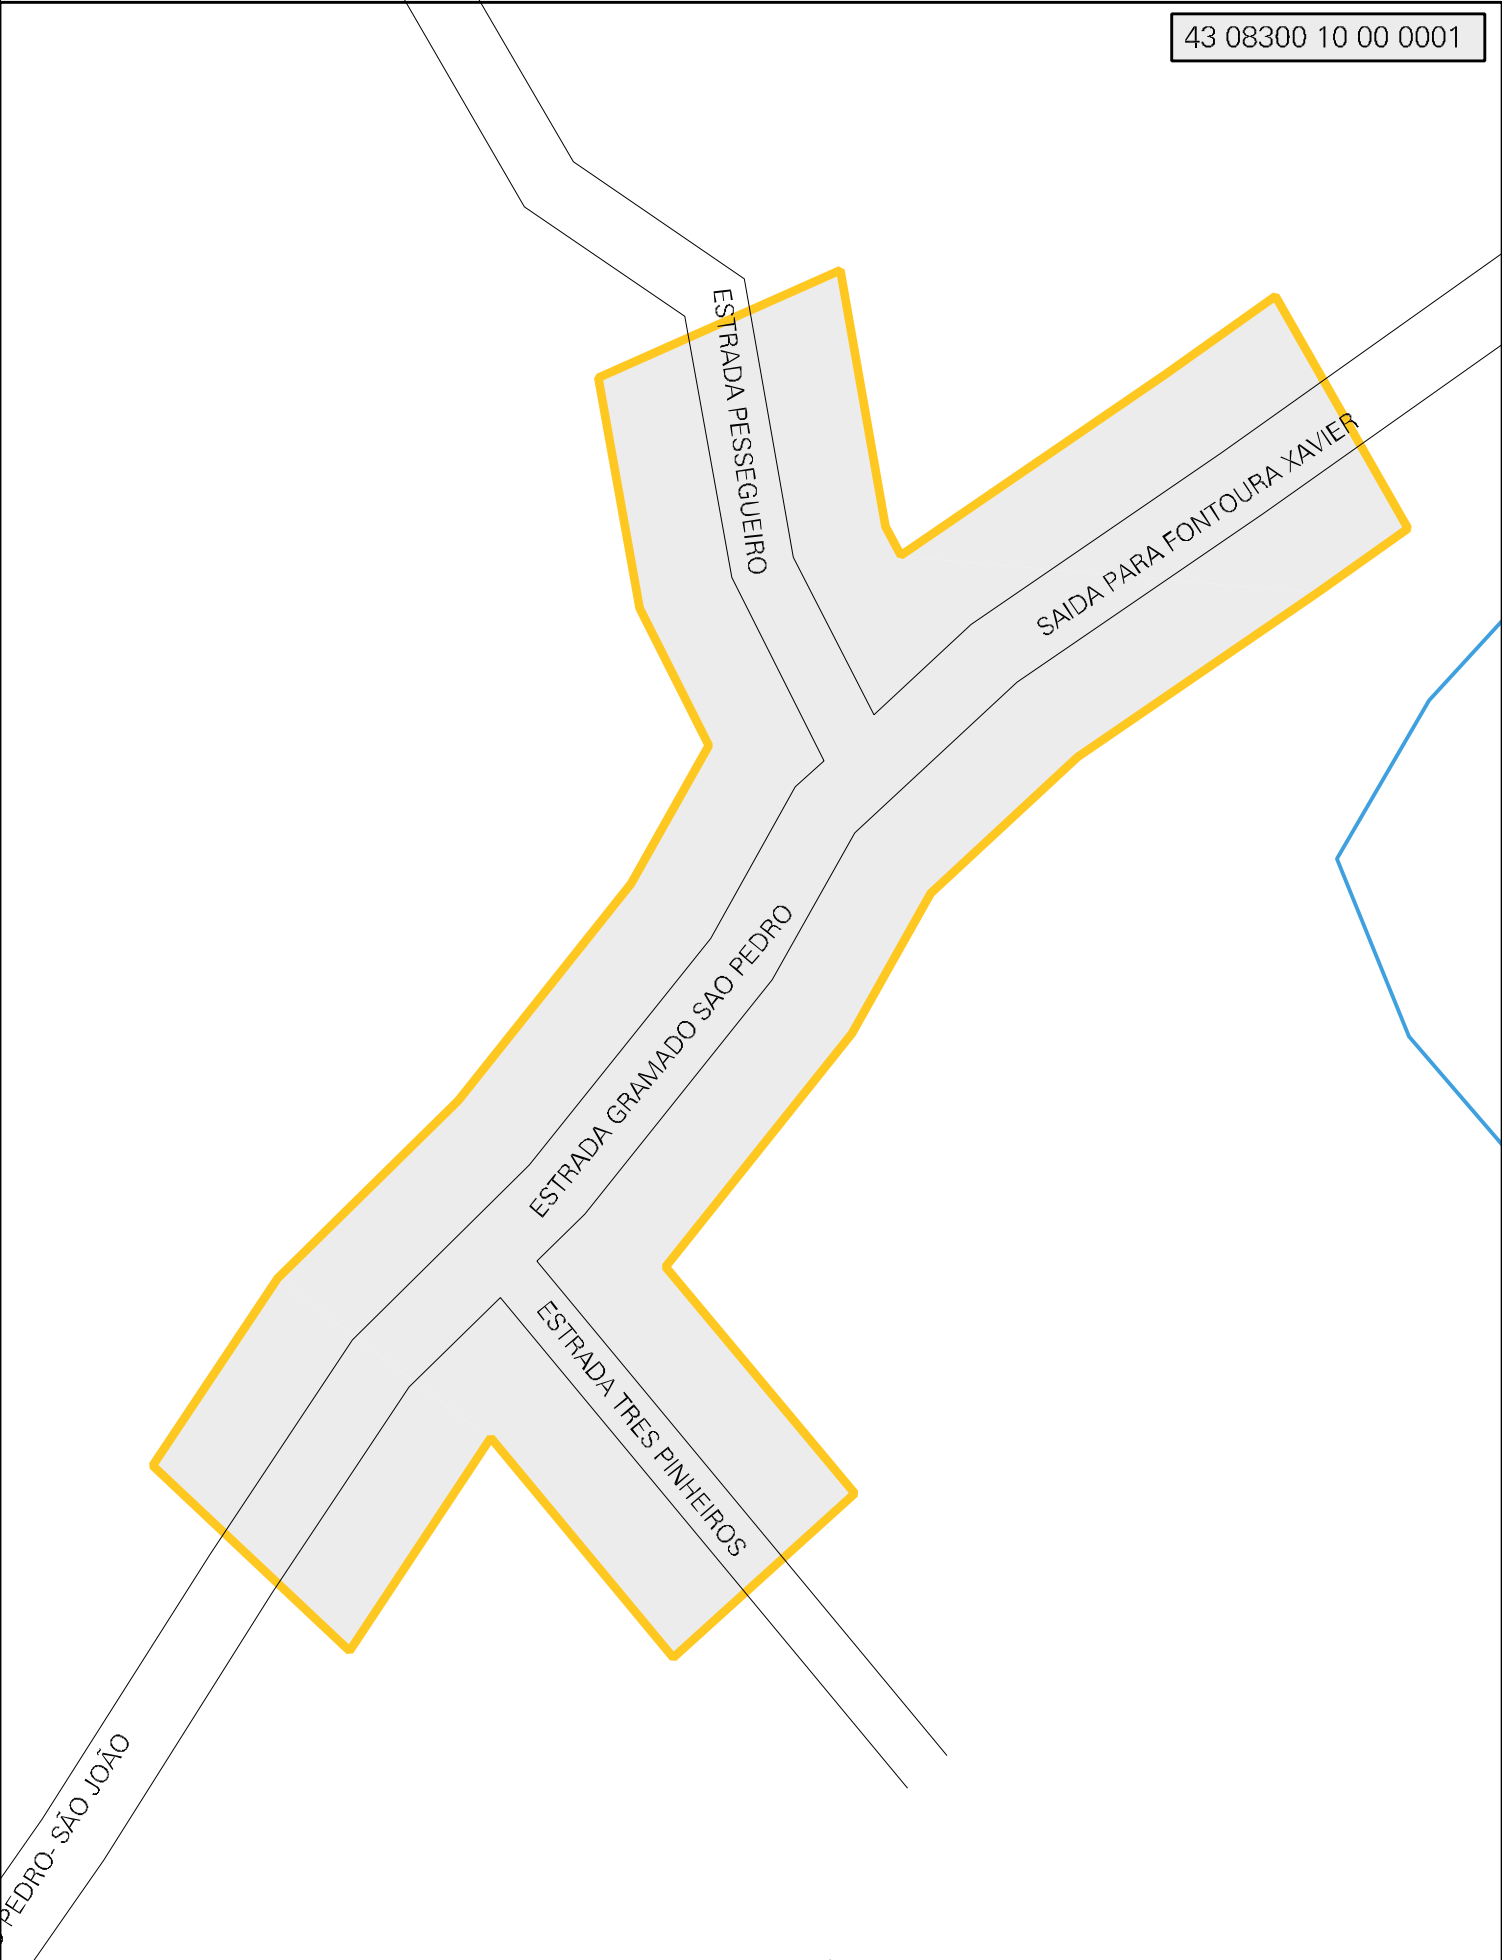 43 08300 10 00 0001
ESTRADA PESSEGUEIRO
SAIDA PARA FONTOURA XAVIER
ESTRADA GRAMADO SAO PEDRO
ESTRADA TRES PINHEIROS
PEDRO- SÃO JOÃO